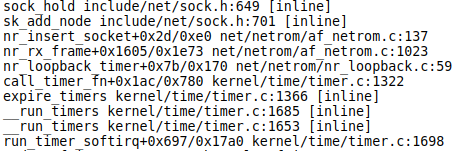 sock_hold include/net/sock.h:649 [inline]
sk_add_node include/net/sock.h:701 [inline]
nr_insert_socket+0x2d/0xe0 net/netrom/af_netrom.c:137
nr_rx_frame+0x1605/0x1e73 net/netrom/af_netrom.c:1023
nr_loopback_timer+0x7b/0x170 net/netrom/nr_loopback.c:59
call_timer_fn+0x1ac/0x780 kernel/time/timer.c:1322
expire_timers kernel/time/timer.c:1366 [inline]
__run_timers kernel/time/timer.c:1685 [inline]
__run_timers kernel/time/timer.c:1653 [inline]
run_timer_softirq+0x697/0x17a0 kernel/time/timer.c:1698